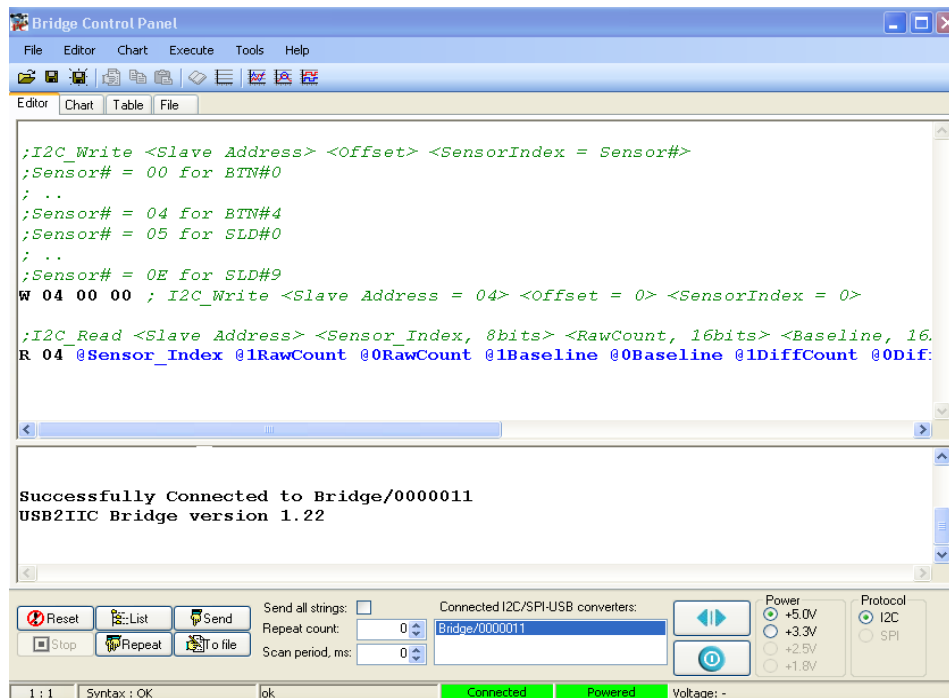 Bridge Control Panel
File Editor Chart Execute Tools Help
Editor Chart Table File
;I2C_Write <Slave Address> <Offset> <SensorIndex = Sensor#>
;Sensor# = 00 for BTN#0
; ..
;Sensor# = 04 for BTN#4
;Sensor# = 05 for SLD#0
; ..
;Sensor# = 0E for SLD#9
W 04 00 00 ; I2C_Write <Slave Address = 04> <Offset = 0> <SensorIndex = 0>
;I2C_Read <Slave Address> <Sensor_Index, 8bits> <RawCount, 16bits> <Baseline, 16
R 04 @Sensor_Index @1RawCount @0RawCount @1Baseline @0Baseline @1DiffCount @0Dif
Successfully Connected to Bridge/0000011
USB2IIC Bridge version 1.22
Reset List Send Send all strings: Connected I2C/SPI-USB converters: Power Protocol
Stop Repeat To file Repeat count: 0 Bridge/0000011 +5.0V I2C
Scan period, ms: 0 +3.3V SPI
+2.5V
+1.8V
1 : 1 Syntax : OK ok Connected Powered Voltage: -